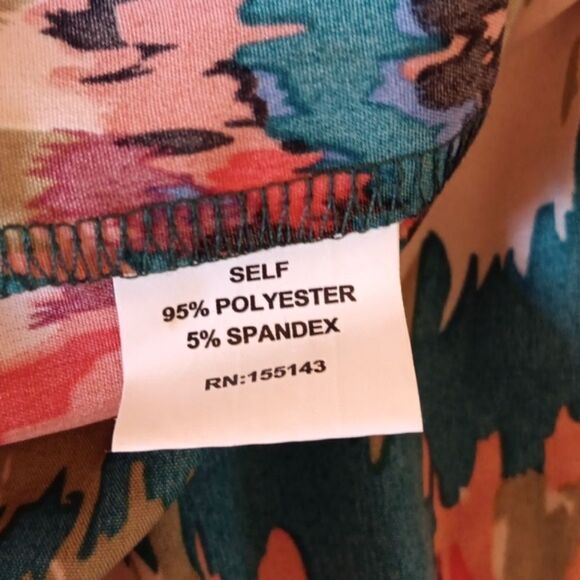 SELF
95% POLYESTER
5% SPANDEX
RN:155143